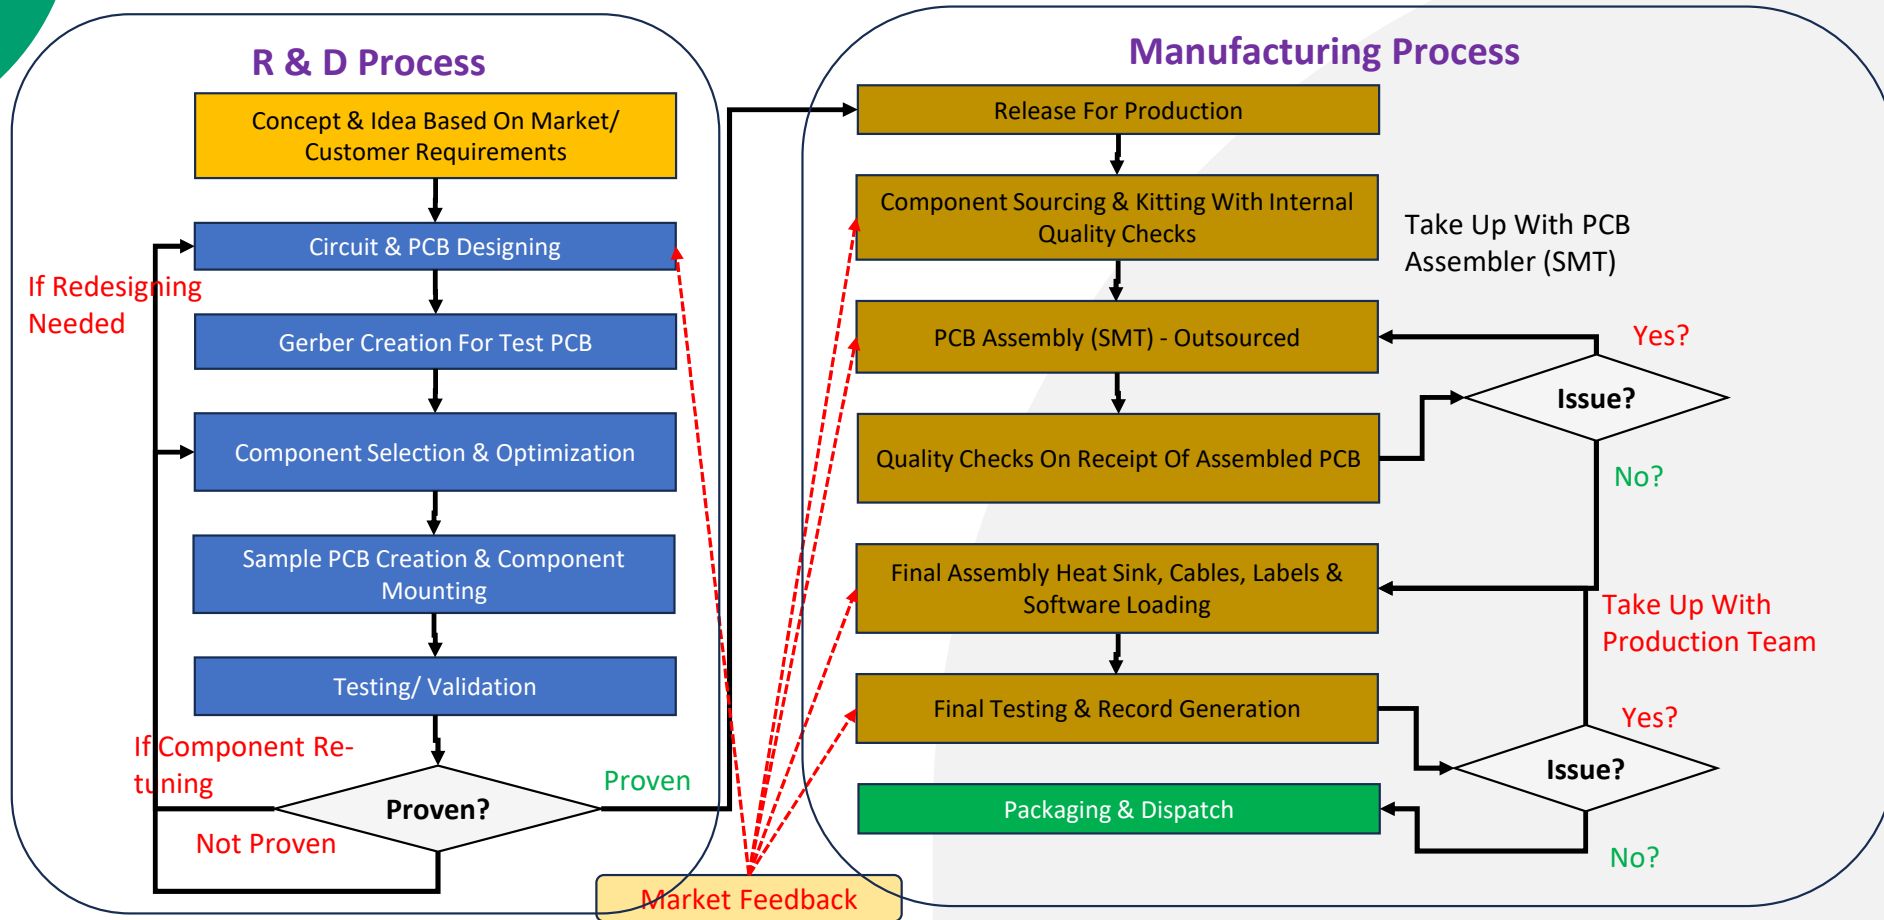 R & D Process
Concept & Idea Based On Market/
Customer Requirements
Circuit & PCB Designing
If Redesigning
Needed
Gerber Creation For Test PCB
Component Selection & Optimization
Sample PCB Creation & Component
Mounting
Testing/ Validation
If Component Re-
tuning
Proven?
Proven
Not Proven
Market Feedback
Manufacturing Process
Release For Production
Component Sourcing & Kitting With Internal
Quality Checks
Take Up With PCB
Assembler (SMT)
PCB Assembly (SMT) - Outsourced
Yes?
Issue?
Quality Checks On Receipt Of Assembled PCB
No?
Final Assembly Heat Sink, Cables, Labels &
Software Loading
Take Up With
Production Team
Final Testing & Record Generation
Yes?
Issue?
Packaging & Dispatch
No?